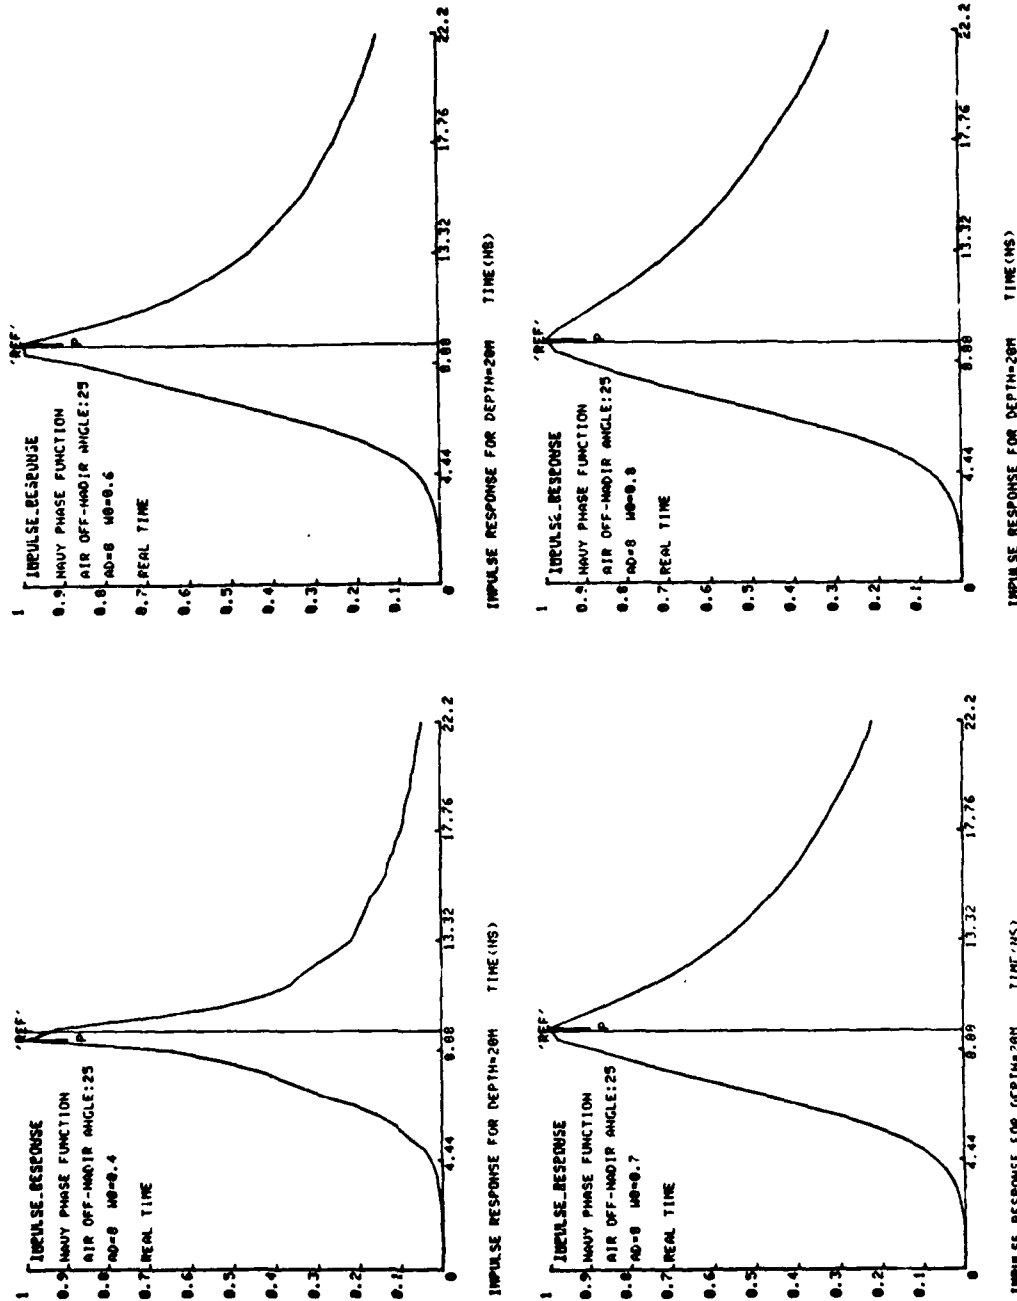 IMPULSE_RESPONSE
NAVY PHASE FUNCTION
AIR OFF-NADIR ANGLE:25
AD=8 W0=0.4
REAL TIME
'REF'
P
1
0.9
0.8
0.7
0.6
0.5
0.4
0.3
0.2
0.1
0
4.44
8.88
13.32
17.76
22.2
IMPULSE RESPONSE FOR DEPTH=20M TIME(NS)
IMPULSE_RESPONSE
NAVY PHASE FUNCTION
AIR OFF-NADIR ANGLE:25
AD=8 W0=0.6
REAL TIME
'REF'
P
1
0.9
0.8
0.7
0.6
0.5
0.4
0.3
0.2
0.1
0
4.44
8.88
13.32
17.76
22.2
IMPULSE RESPONSE FOR DEPTH=20M TIME(NS)
IMPULSE_RESPONSE
NAVY PHASE FUNCTION
AIR OFF-NADIR ANGLE:25
AD=8 W0=0.7
REAL TIME
'REF'
P
1
0.9
0.8
0.7
0.6
0.5
0.4
0.3
0.2
0.1
0
4.44
8.88
13.32
17.76
22.2
IMPULSE RESPONSE FOR DEPTH=20M TIME(NS)
IMPULSE_RESPONSE
NAVY PHASE FUNCTION
AIR OFF-NADIR ANGLE:25
AD=8 W0=0.8
REAL TIME
'REF'
P
1
0.9
0.8
0.7
0.6
0.5
0.4
0.3
0.2
0.1
0
4.44
8.88
13.32
17.76
22.2
IMPULSE RESPONSE FOR DEPTH=20M TIME(NS)